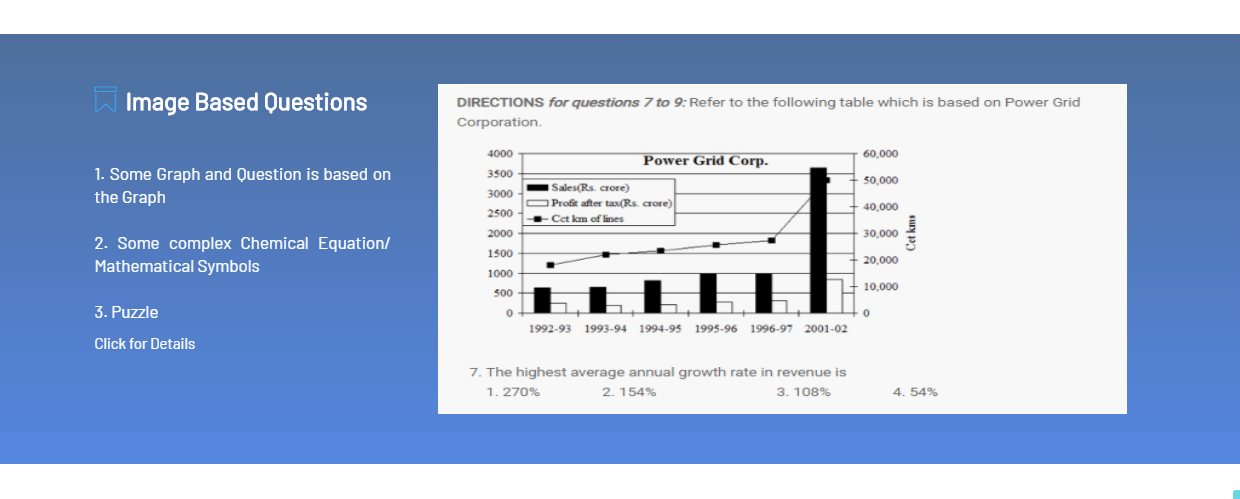 Image Based Questions
1. Some Graph and Question is based on
the Graph
2. Some complex Chemical Equation/
Mathematical Symbols
3. Puzzle
Click for Details
DIRECTIONS for questions 7 to 9: Refer to the following table which is based on Power Grid
Corporation.
Power Grid Corp.
4000
3500
3000
2500
2000
1500
1000
500
0
Sales(Rs. crore)
Profit after tax(Rs. crore)
Cct km of lines
60,000
50,000
40,000
30,000
20,000
10,000
0
Cct kms
1992-93 1993-94 1994-95 1995-96 1996-97 2001-02
7. The highest average annual growth rate in revenue is
1. 270% 2. 154% 3. 108% 4. 54%